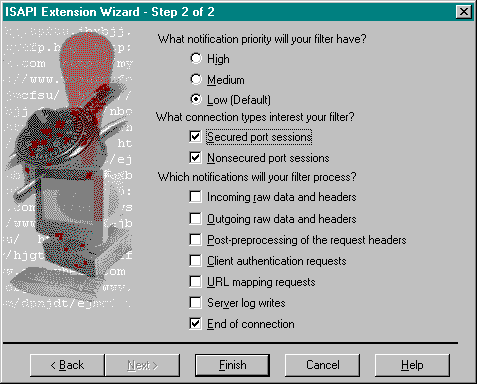 ISAPI Extension Wizard - Step 2 of 2
What notification priority will your filter have?
High
Medium
Low (Default)
What connection types interest your filter?
Secured port sessions
Nonsecured port sessions
Which notifications will your filter process?
Incoming raw data and headers
Outgoing raw data and headers
Post-preprocessing of the request headers
Client authentication requests
URL mapping requests
Server log writes
End of connection
< Back
Next >
Finish
Cancel
Help